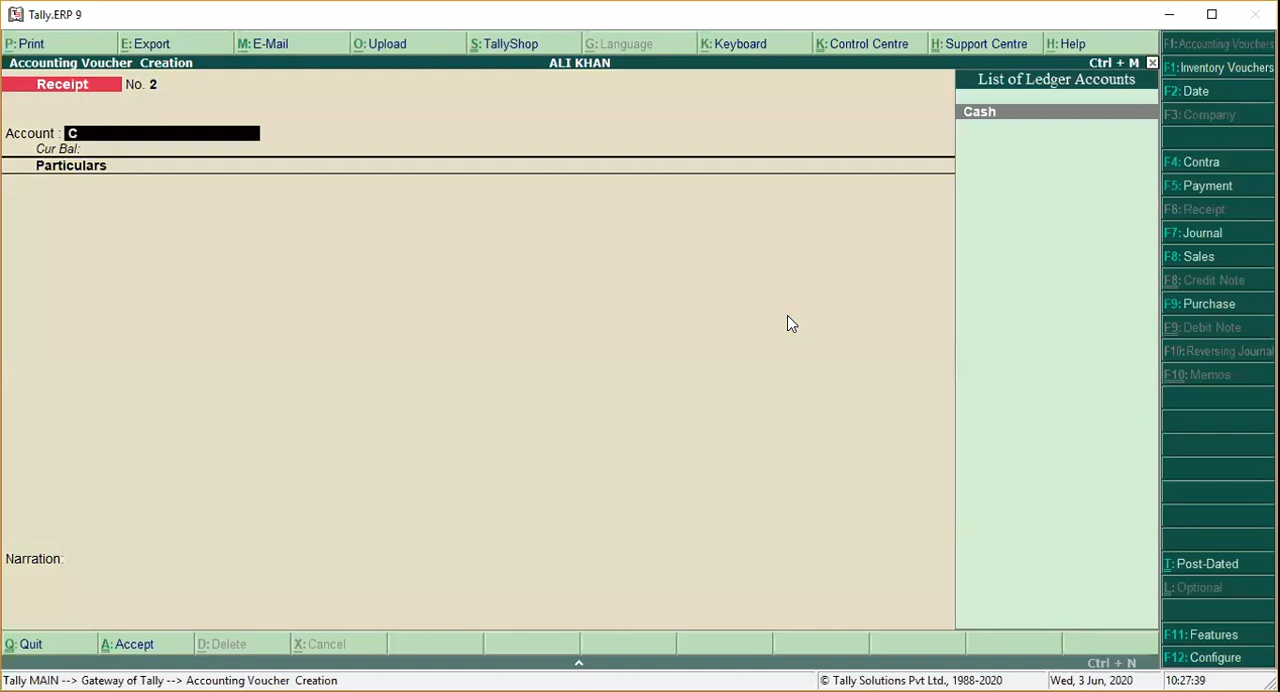 Tally.ERP 9
P: Print
E: Export
M: E-Mail
O: Upload
S: TallyShop
G: Language
K: Keyboard
K: Control Centre
H: Support Centre
H: Help
Accounting Voucher Creation
ALI KHAN
Ctrl + M
Receipt No. 2
Account : C
Cur Bal:
Particulars
Narration:
List of Ledger Accounts
Cash
F1: Accounting Vouchers
F1: Inventory Vouchers
F2: Date
F3: Company
F4: Contra
F5: Payment
F6: Receipt
F7: Journal
F8: Sales
F8: Credit Note
F9: Purchase
F9: Debit Note
F10: Reversing Journal
F10: Memos
T: Post-Dated
L: Optional
F11: Features
F12: Configure
Q: Quit
A: Accept
D: Delete
X: Cancel
Ctrl + N
Tally MAIN --> Gateway of Tally --> Accounting Voucher Creation
© Tally Solutions Pvt Ltd., 1988-2020
Wed, 3 Jun, 2020
10:27:39